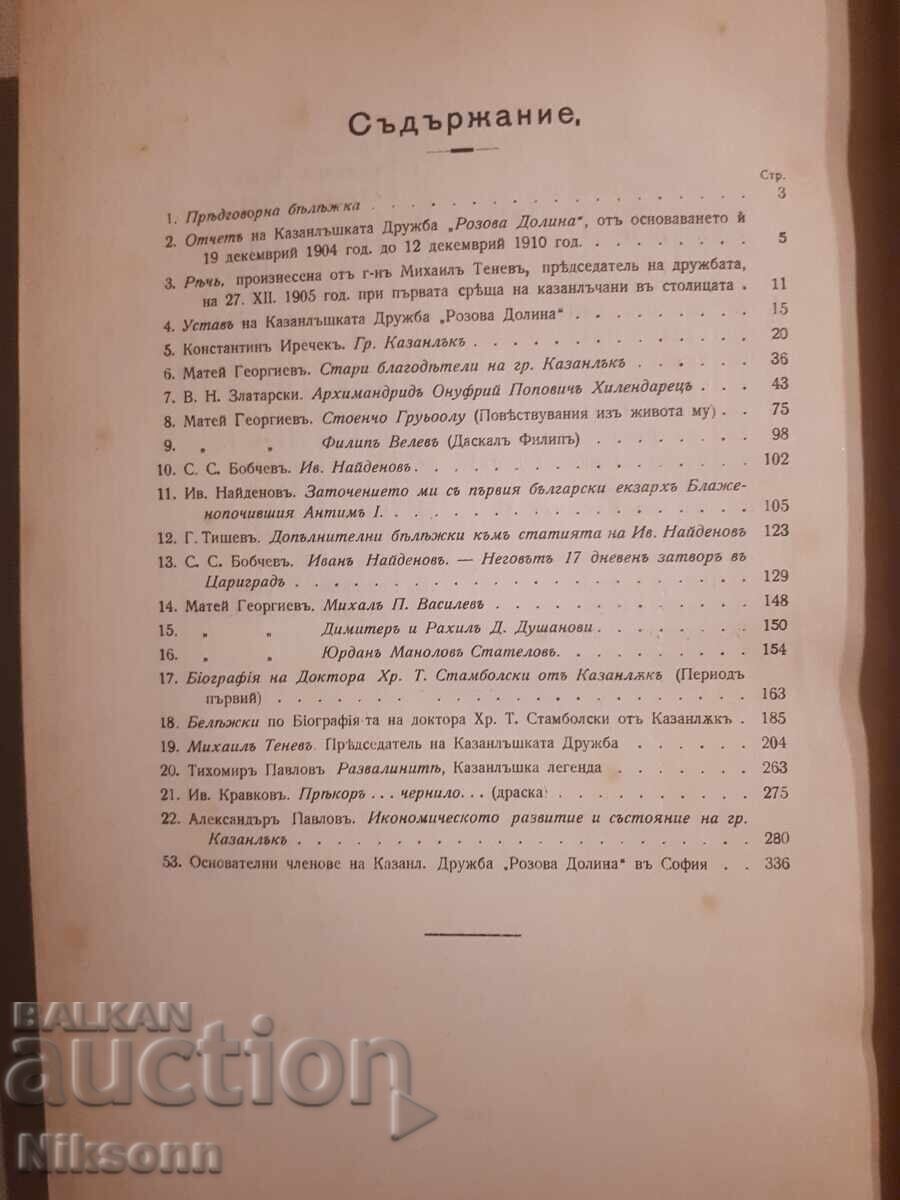 Съдържание.
Стр.
1. Прѣдговорна бѣлѣжка . . . . . . . . . . . . . . . . . . 3
2. Отчетъ на Казанлъшката Дружба „Розова Долина“, отъ основаването й
19 декемврий 1904 год. до 12 декемврий 1910 год. . . . . . . . . 5
3. Рѣчь, произнесена отъ г-нъ Михаилъ Теневъ, прѣдседатель на дружбата,
на 27. XII. 1905 год. при първата срѣща на казанлъчани въ столицата . 11
4. Уставъ на Казанлъшката Дружба „Розова Долина“ . . . . . . . . 15
5. Константинъ Иречек. Гр. Казанлъкъ . . . . . . . . . . . . . 20
6. Матей Георгиевъ. Стари благодѣтели на гр. Казанлъкъ . . . . . . 36
7. В. Н. Златарски. Архимандридъ Онуфрий Поповичъ Хилендарецъ . . . 43
8. Матей Георгиевъ. Стоенчо Груьоолу (Повѣствувания изъ живота му) . . 75
9. „ „ Филипъ Велевъ (Даскалъ Филипъ) . . . . . . . 98
10. С. С. Бобчев. Ив. Найденовъ. . . . . . . . . . . . . . . . 102
11. Ив. Найденовъ. Заточението ми съ първия български екзархъ Блаже-
нопочившия Антимъ I. . . . . . . . . . . . . . . . . . 105
12. Г. Тишевъ. Допълнителни бѣлѣжки къмъ статията на Ив. Найденовъ 123
13. С. С. Бобчевъ. Иванъ Найденовъ. — Неговътъ 17 дневенъ затворъ въ
Цариградъ . . . . . . . . . . . . . . . . . . . . . . 129
14. Матей Георгиевъ. Михалъ П. Василевъ . . . . . . . . . . . . 148
15. „ „ Димитеръ и Рахилъ Д. Душанови . . . . . . . 150
16. „ „ Юрданъ Маноловъ Стателовъ. . . . . . . . . 154
17. Біографія на Доктора Хр. Т. Стамболски отъ Казанлѫк (Периодъ
първий) . . . . . . . . . . . . . . . . . . . . . . . 163
18. Белѣжки по Біографія-та на доктора Хр. Т. Стамболски отъ Казанлѫк . 185
19. Михаилъ Теневъ. Прѣдседатель на Казанлъшката Дружба . . . . . 204
20. Тихомиръ Павловъ Развалинитѣ, Казанлъшка легенда . . . . . . . 263
21. Ив. Кравковъ. Прѣкоръ . . . чернило. . . (драска) . . . . . . . . . 275
22. Александъръ Павловъ. Икономическото развитие и състояние на гр.
Казанлъкъ . . . . . . . . . . . . . . . . . . . . . . 280
53. Основателни членове на Казанл. Дружба „Розова Долина“ въ София . . 336
BALKAN
auction
Niksonn